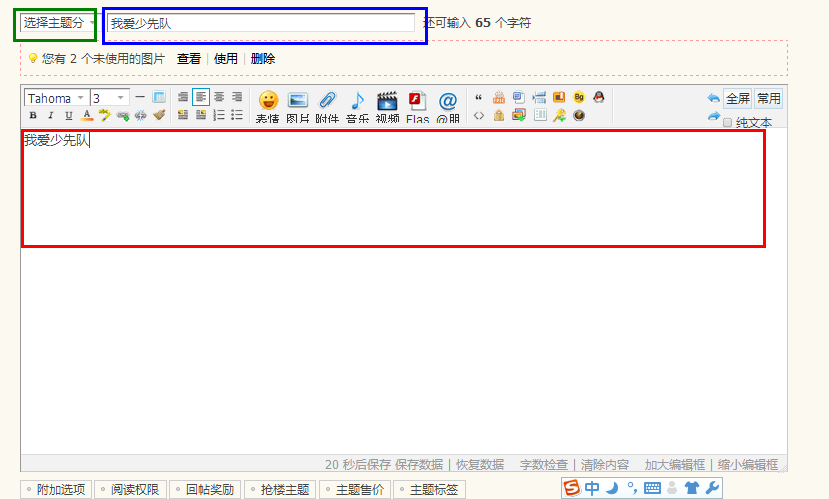 选择主题分 我爱少先队 还可输入 65 个字符
您有 2 个未使用的图片 查看 | 使用 | 删除
Tahoma 3 全屏 常用
B I U A
表情 图片 附件 音乐 视频 Flas @朋 纯文本
我爱少先队
20 秒后保存 保存数据 | 恢复数据 字数检查 | 清除内容 加大编辑框 | 缩小编辑框
附加选项 阅读权限 回帖奖励 抢楼主题 主题售价 主题标签
S 中